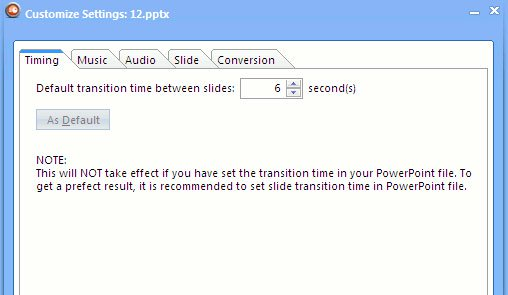 Customize Settings: 12.pptx
Timing Music Audio Slide Conversion
Default transition time between slides: 6 second(s)
As Default
NOTE:
This will NOT take effect if you have set the transition time in your PowerPoint file. To
get a prefect result, it is recommended to set slide transition time in PowerPoint file.